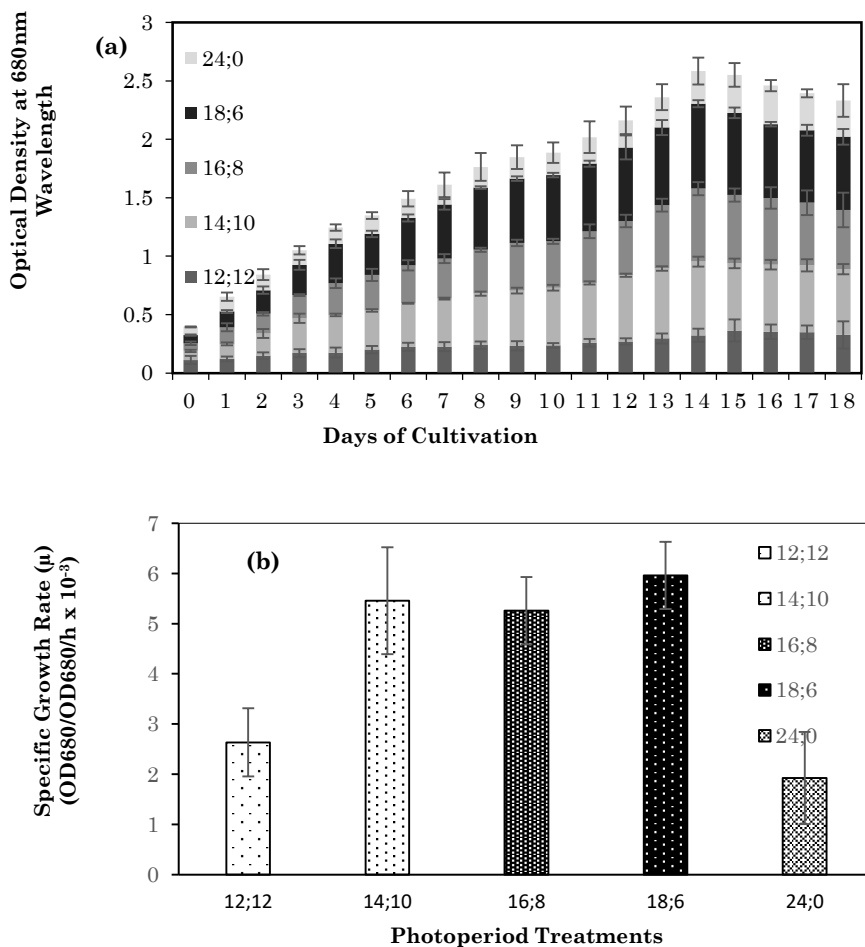 (a)
Optical Density at 680nm
Wavelength
3
2.5
2
1.5
1
0.5
0
24;0
18;6
16;8
14;10
12;12
0 1 2 3 4 5 6 7 8 9 10 11 12 13 14 15 16 17 18
Days of Cultivation
(b)
Specific Growth Rate (µ)
(OD680/OD680/h x 10-³)
7
6
5
4
3
2
1
0
12;12
14;10
16;8
18;6
24;0
12;12 14;10 16;8 18;6 24;0
Photoperiod Treatments